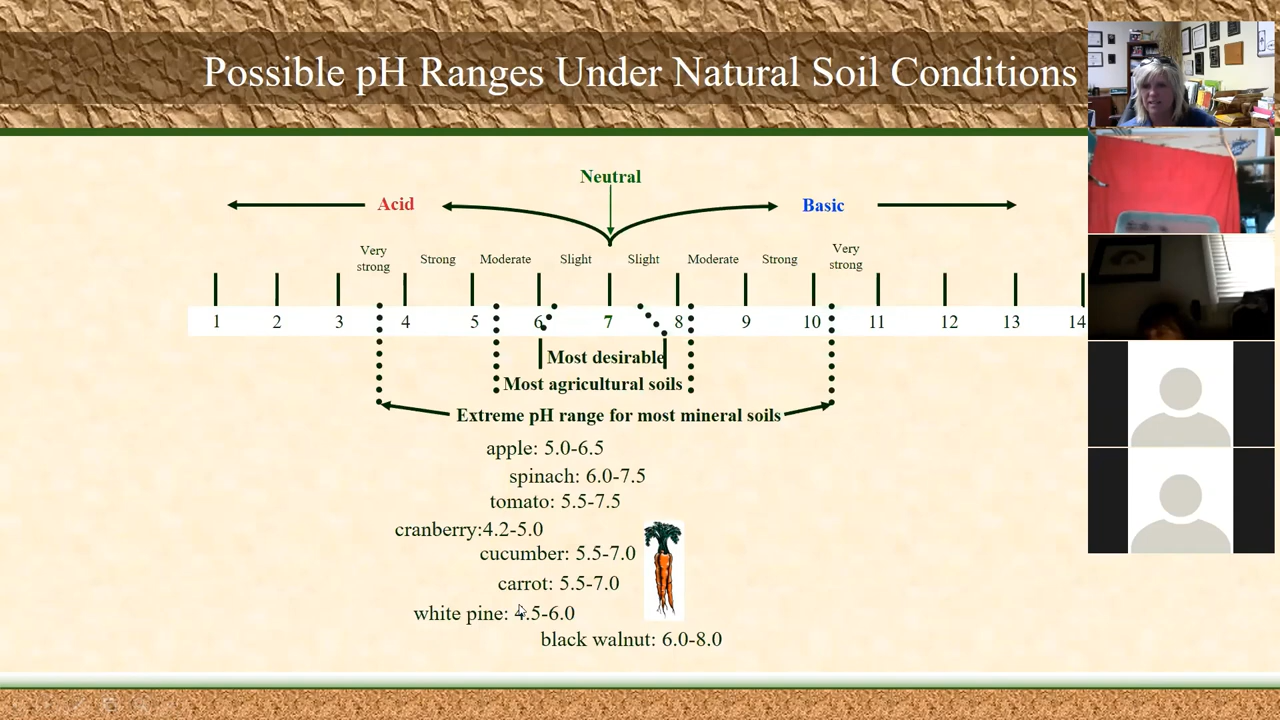 Possible pH Ranges Under Natural Soil Conditions
Neutral
Acid
Basic
Very strong
Strong
Moderate
Slight
Slight
Moderate
Strong
Very strong
1 2 3 4 5 6 7 8 9 10 11 12 13 14
Most desirable
Most agricultural soils
Extreme pH range for most mineral soils
apple: 5.0-6.5
spinach: 6.0-7.5
tomato: 5.5-7.5
cranberry:4.2-5.0
cucumber: 5.5-7.0
carrot: 5.5-7.0
white pine: 4.5-6.0
black walnut: 6.0-8.0